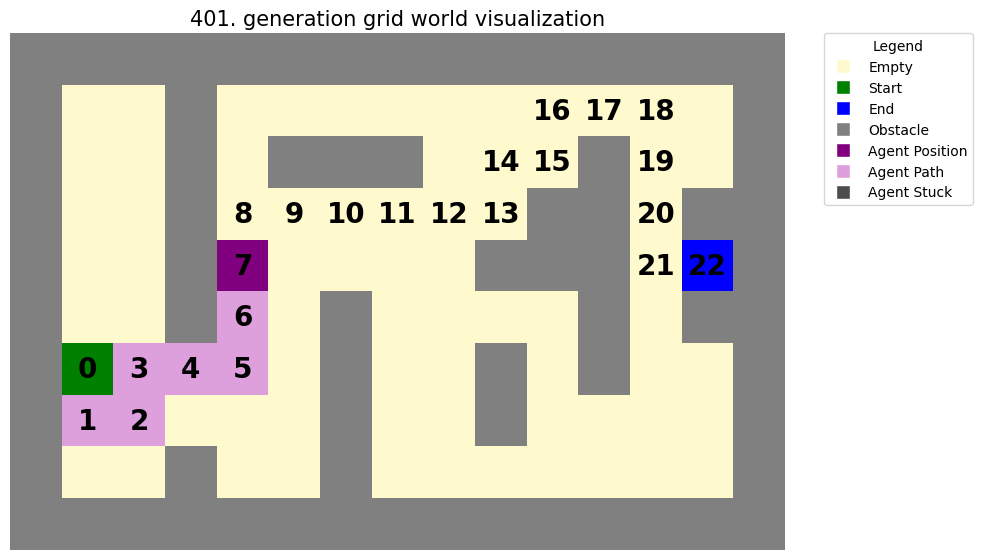 401. generation grid world visualization
16 17 18
14 15 19
8 9 10 11 12 13 20
7 21 22
6
0 3 4 5
1 2
Legend
Empty
Start
End
Obstacle
Agent Position
Agent Path
Agent Stuck